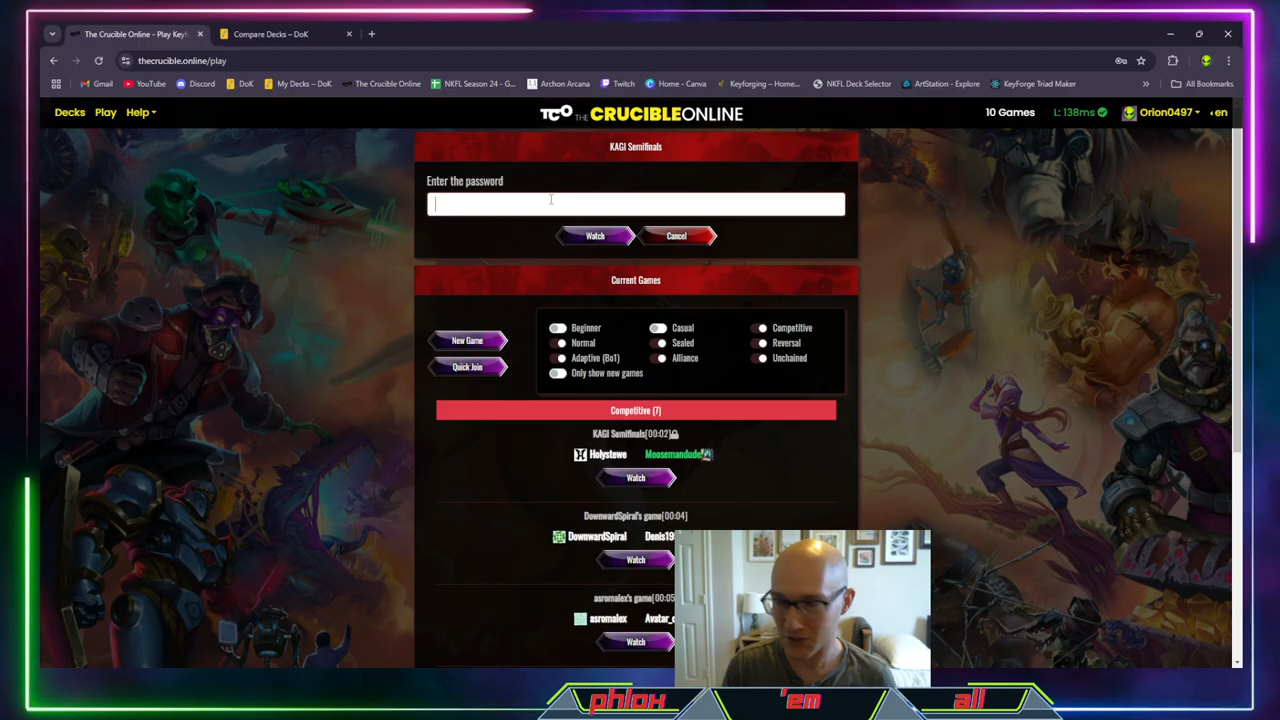 The Crucible Online - Play Keyf
Compare Decks – DoK
thecrucible.online/play
Gmail
YouTube
Discord
DoK
My Decks – DoK
The Crucible Online
NKFL Season 24 - G...
Archon Arcana
Twitch
Home - Canva
Keyforging – Home...
NKFL Deck Selector
ArtStation - Explore
KeyForge Triad Maker
»
All Bookmarks
Decks Play Help
TCO THE CRUCIBLE ONLINE
10 Games L: 138ms Orion0497 en
KAGI Semifinals
Enter the password
Watch Cancel
Current Games
New Game
Quick Join
Beginner Casual Competitive
Normal Sealed Reversal
Adaptive (Bo1) Alliance Unchained
Only show new games
Competitive (7)
KAGI Semifinals[00:02]
Holystewe Moosemandude
Watch
DownwardSpiral's game[00:04]
DownwardSpiral Denis19
Watch
asromalex's game[00:05
asromalex Avatar_
Watch
phlox 'em all